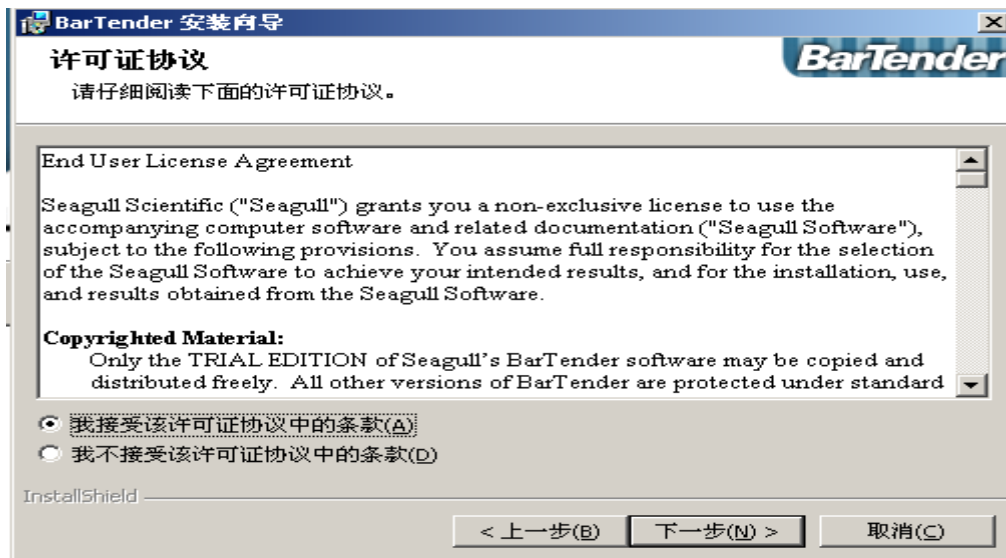 BarTender 安装向导
许可证协议
BarTender
请仔细阅读下面的许可证协议。
End User License Agreement
Seagull Scientific ("Seagull") grants you a non-exclusive license to use the
accompanying computer software and related documentation ("Seagull Software"),
subject to the following provisions.  You assume full responsibility for the selection
of the Seagull Software to achieve your intended results, and for the installation, use,
and results obtained from the Seagull Software.
Copyrighted Material:
Only the TRIAL EDITION of Seagull's BarTender software may be copied and
distributed freely.  All other versions of BarTender are protected under standard
我接受该许可证协议中的条款(A)
我不接受该许可证协议中的条款(D)
InstallShield
< 上一步(B) 下一步(N) > 取消(C)